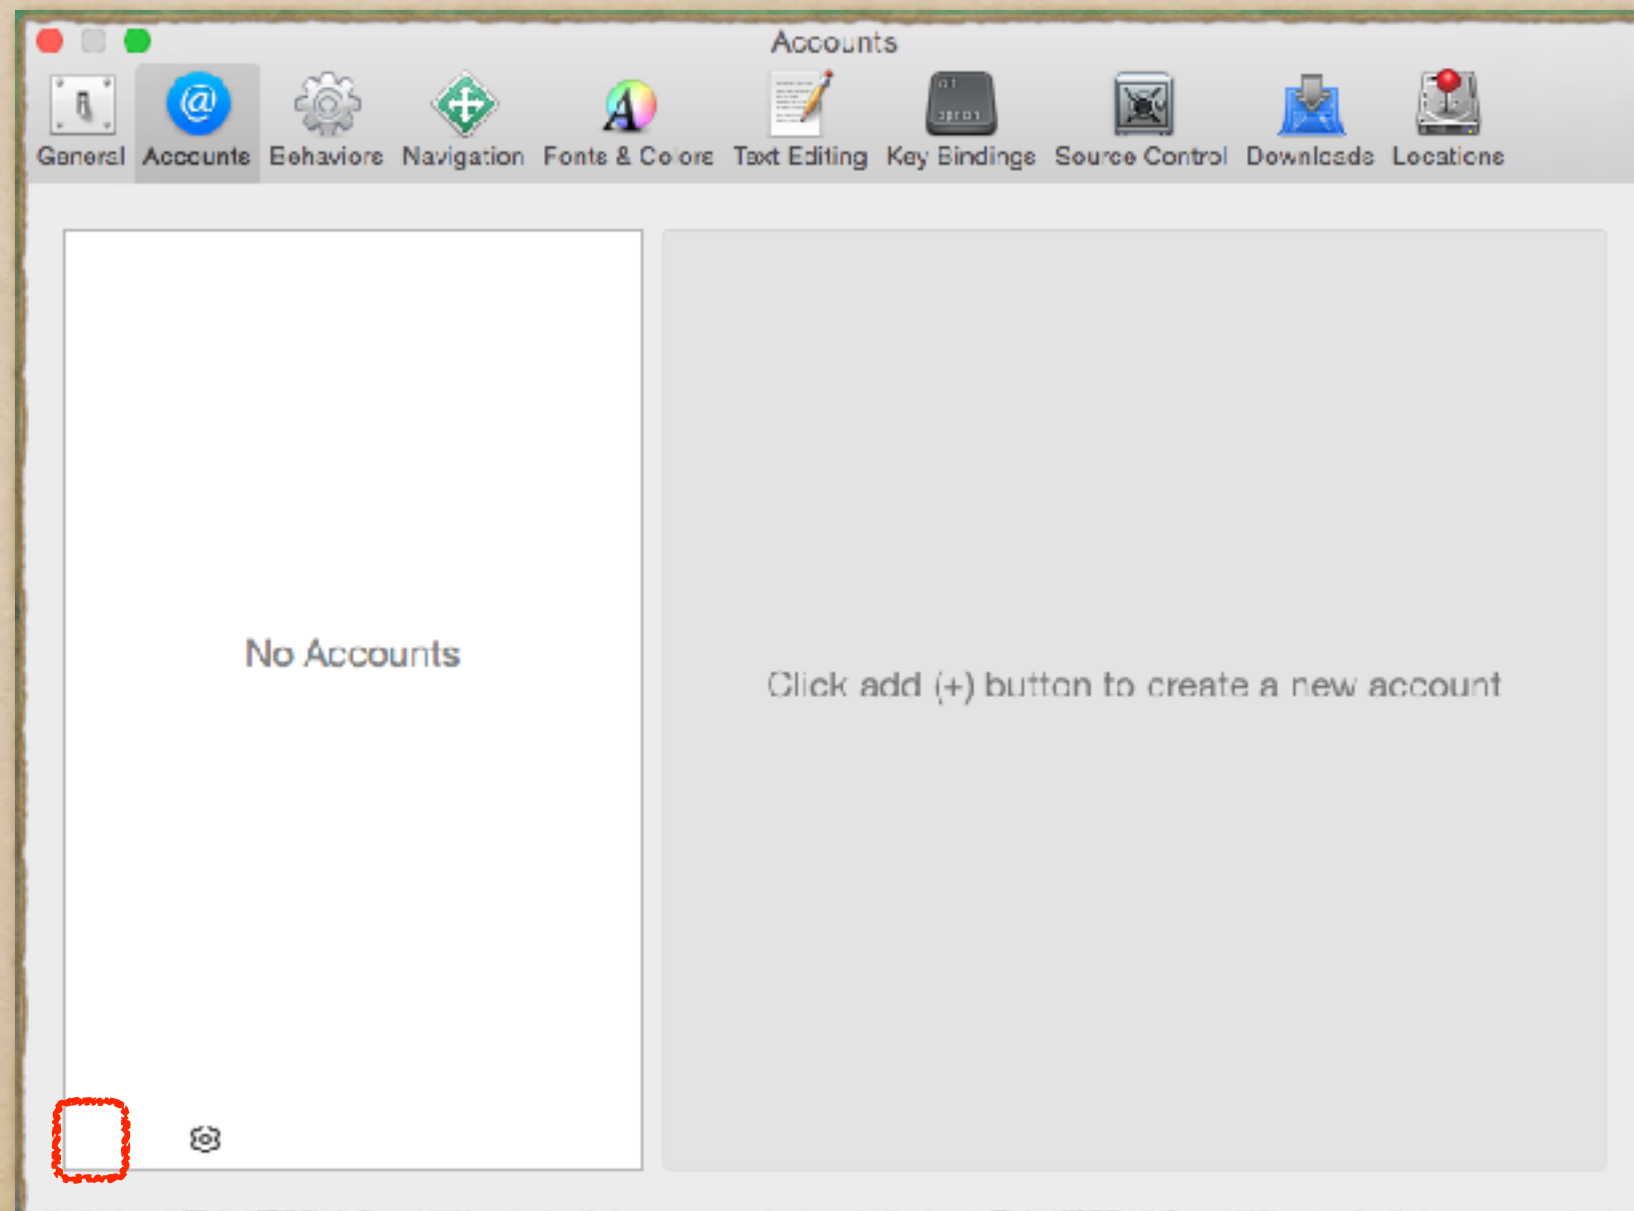 Accounts
General Accounts Behaviors Navigation Fonts & Colors Text Editing Key Bindings Source Control Downloads Locations
No Accounts
Click add (+) button to create a new account